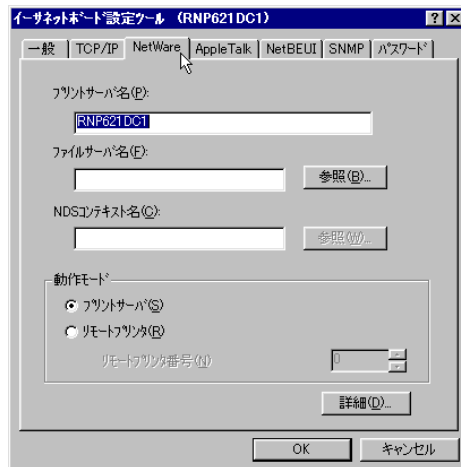 ｲｰｻﾈｯﾄﾎﾞｰﾄﾞ設定ﾂｰﾙ （RNP621DC1）
一般 TCP/IP NetWare AppleTalk NetBEUI SNMP ﾊﾟｽﾜｰﾄﾞ
ﾌﾟﾘﾝﾄｻｰﾊﾞ名(P):
RNP621DC1
ﾌｧｲﾙｻｰﾊﾞ名(F):
参照(B)...
NDSｺﾝﾃｷｽﾄ名(C):
参照(W)...
動作ﾓｰﾄﾞ
ﾌﾟﾘﾝﾄｻｰﾊﾞ(S)
ﾘﾓｰﾄﾌﾟﾘﾝﾀ(R)
ﾘﾓｰﾄﾌﾟﾘﾝﾀ番号(N) 0
詳細(D)...
OK ｷｬﾝｾﾙ